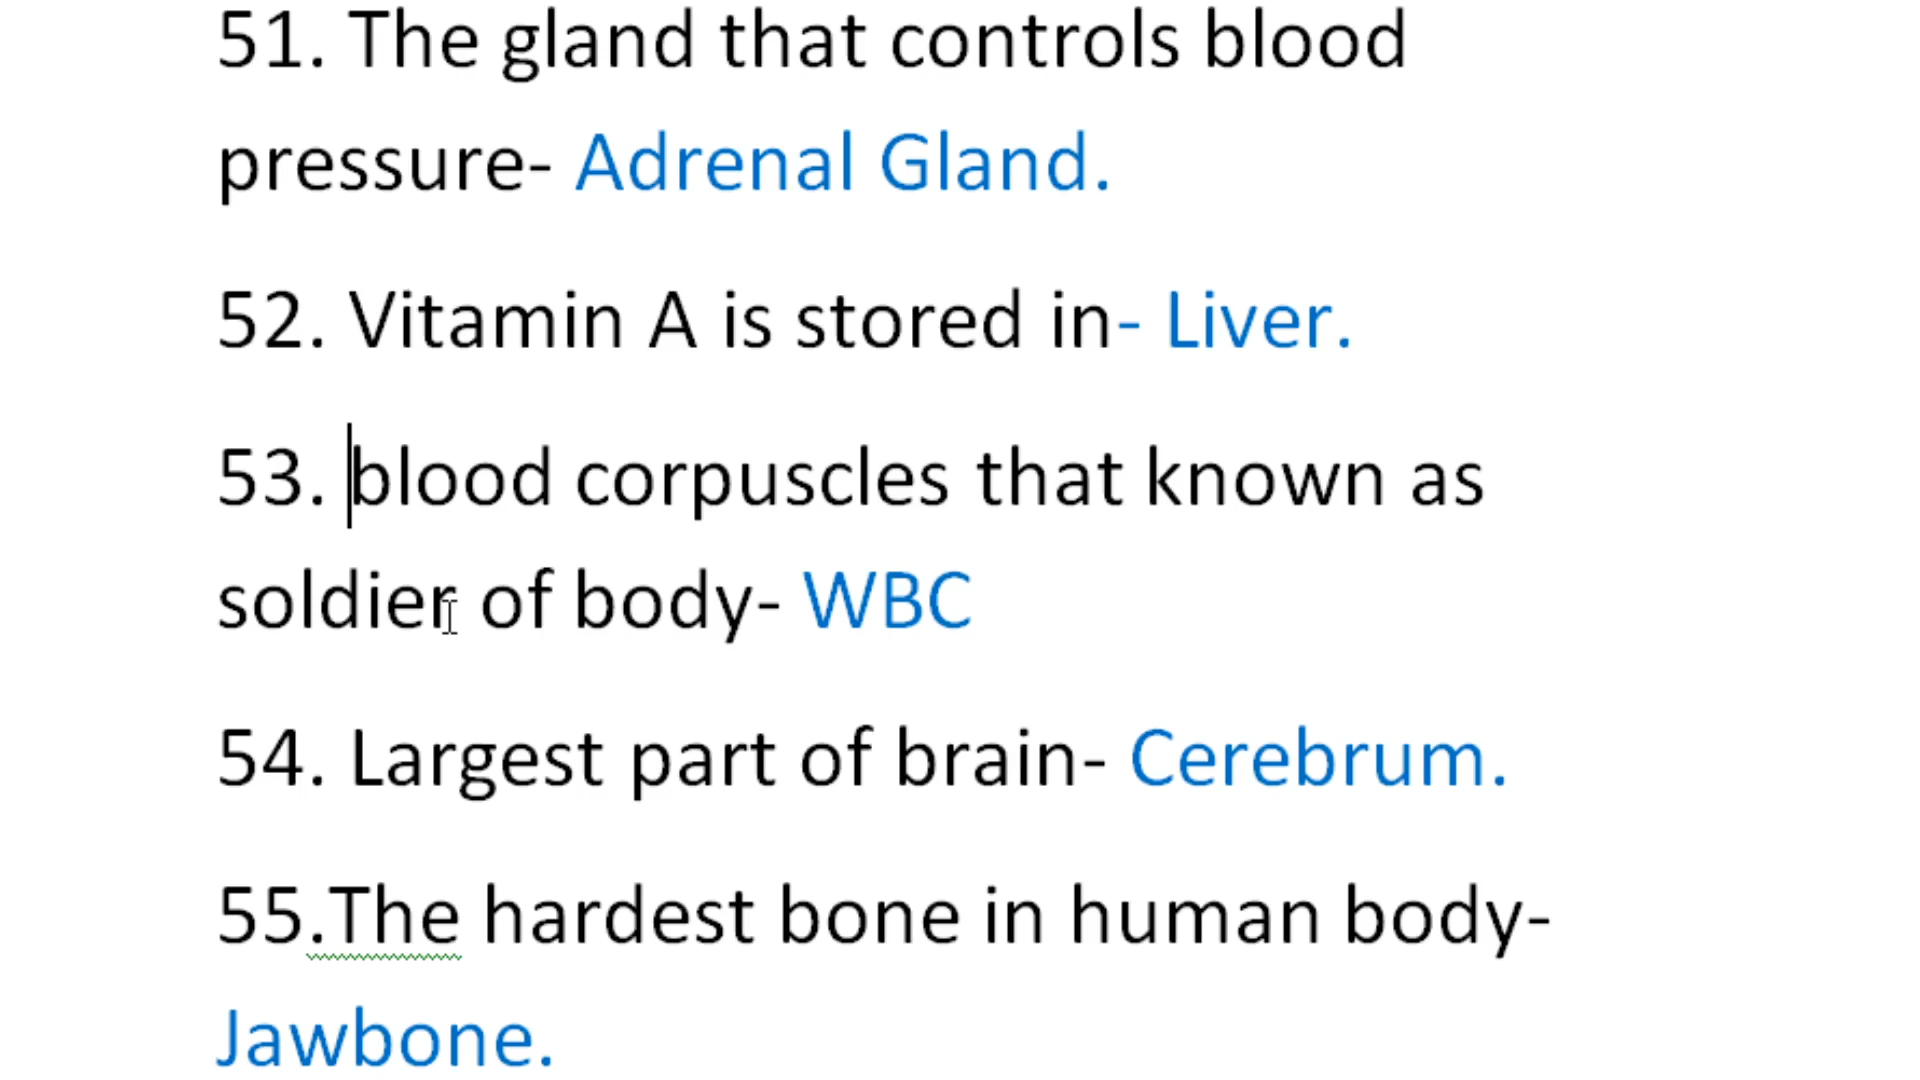 51. The gland that controls blood
pressure- Adrenal Gland.
52. Vitamin A is stored in- Liver.
53. blood corpuscles that known as
soldier of body- WBC
54. Largest part of brain- Cerebrum.
55.The hardest bone in human body-
Jawbone.